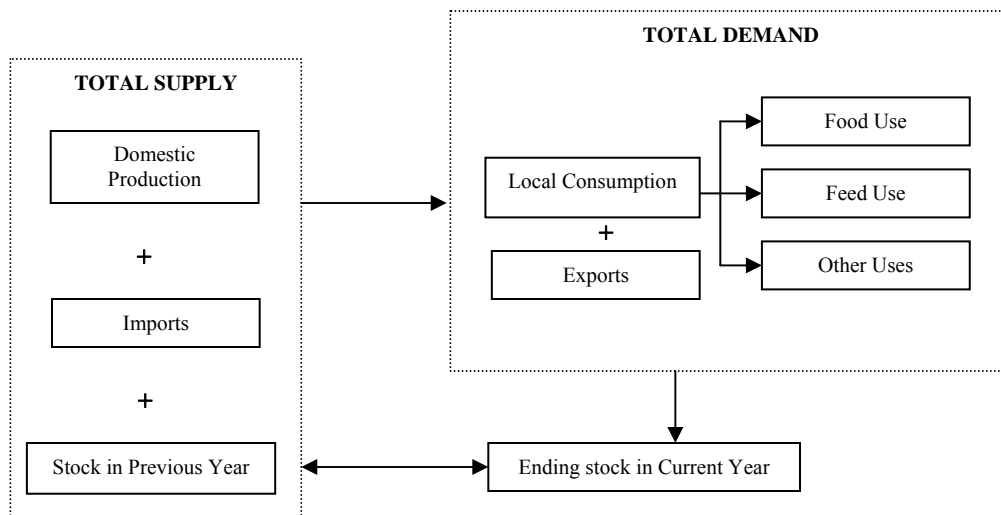 TOTAL SUPPLY
Domestic
Production
+
Imports
+
Stock in Previous Year
TOTAL DEMAND
Local Consumption
+
Exports
Food Use
Feed Use
Other Uses
Ending stock in Current Year